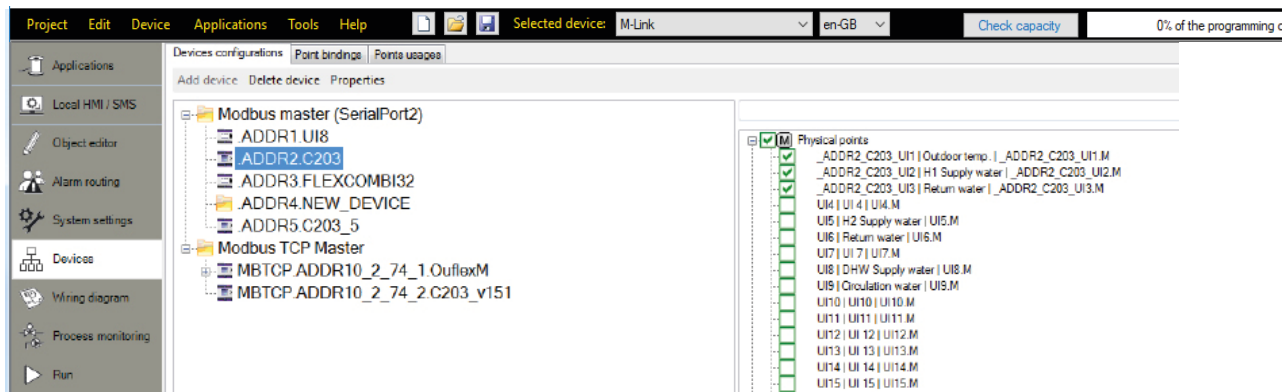 Project Edit Device Applications Tools Help Selected device: M-Link en-GB Check capacity 0% of the programming c
Devices configurations Point bindings Points usages
Add device Delete device Properties
Applications
Local HMI / SMS
Object editor
Alarm routing
System settings
Devices
Wiring diagram
Process monitoring
Run
Modbus master (SerialPort2)
.ADDR1.UI8
.ADDR2.C203
.ADDR3.FLEXCOMBI32
.ADDR4.NEW_DEVICE
.ADDR5.C203_5
Modbus TCP Master
MBTCP.ADDR10_2_74_1.OuflexM
MBTCP.ADDR10_2_74_2.C203_v151
M Physical points
_ADDR2_C203_UI1 | Outdoor temp. | _ADDR2_C203_UI1.M
_ADDR2_C203_UI2 | H1 Supply water | _ADDR2_C203_UI2.M
_ADDR2_C203_UI3 | Return water | _ADDR2_C203_UI3.M
UI4 | UI 4 | UI4.M
UI5 | H2 Supply water | UI5.M
UI6 | Return water | UI6.M
UI7 | UI 7 | UI7.M
UI8 | DHW Supply water | UI8.M
UI9 | Circulation water | UI9.M
UI10 | UI10 | UI10.M
UI11 | UI11 | UI11.M
UI12 | UI 12 | UI12.M
UI13 | UI 13 | UI13.M
UI14 | UI 14 | UI14.M
UI15 | UI 15 | UI15.M